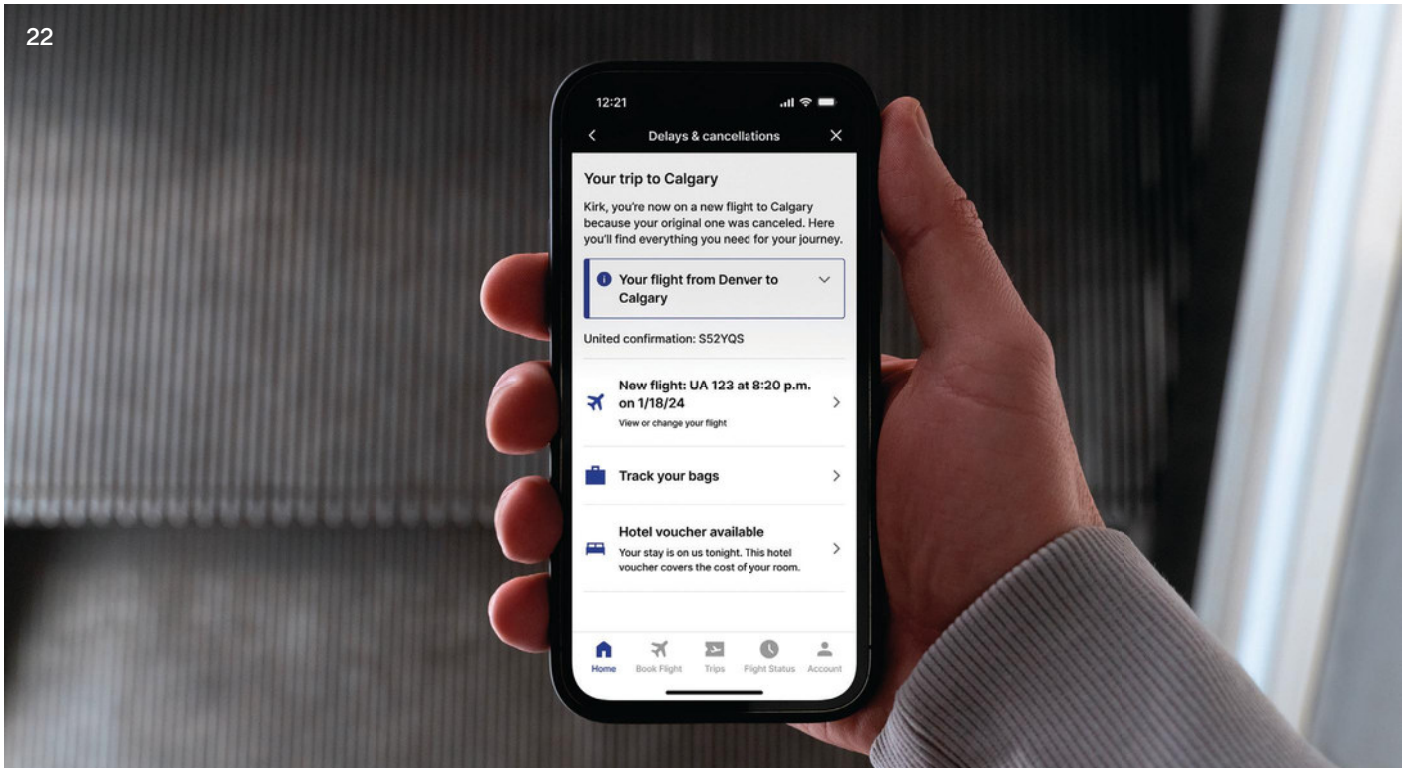 22
12:21
Delays & cancellations
Your trip to Calgary
Kirk, you're now on a new flight to Calgary
because your original one was canceled. Here
you'll find everything you need for your journey.
Your flight from Denver to
Calgary
United confirmation: S52YQS
New flight: UA 123 at 8:20 p.m.
on 1/18/24
View or change your flight
Track your bags
Hotel voucher available
Your stay is on us tonight. This hotel
voucher covers the cost of your room.
Home Book Flight Trips Flight Status Account